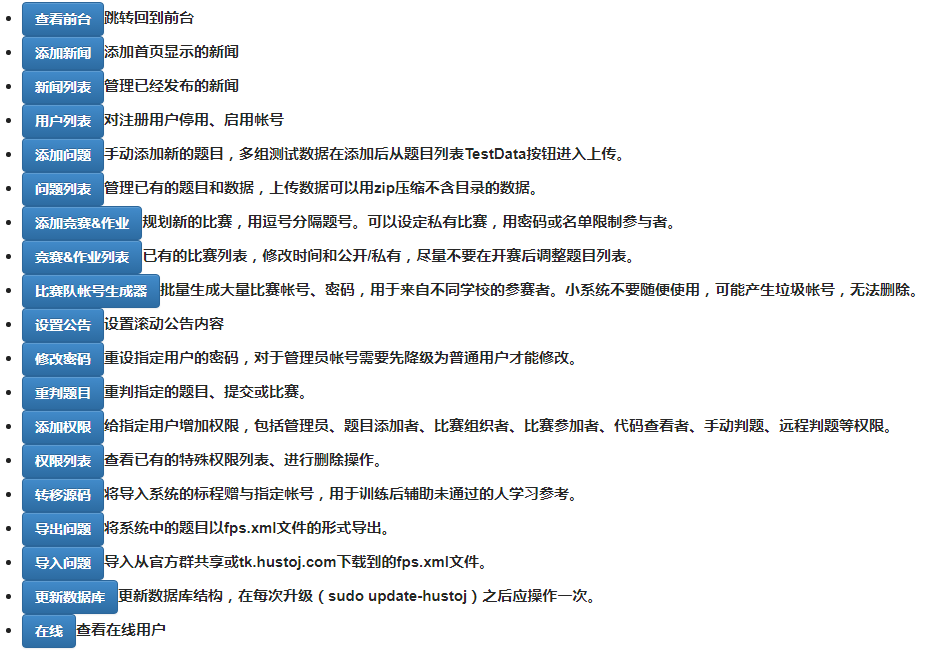 查看前台跳转回到前台
添加新闻添加首页显示的新闻
新闻列表管理已经发布的新闻
用户列表对注册用户停用、启用帐号
添加问题手动添加新的题目，多组测试数据在添加后从题目列表TestData按钮进入上传。
问题列表管理已有的题目和数据，上传数据可以用zip压缩不含目录的数据。
添加竞赛&作业规划新的比赛，用逗号分隔题号。可以设定私有比赛，用密码或名单限制参与者。
竞赛&作业列表已有的比赛列表，修改时间和公开/私有，尽量不要在开赛后调整题目列表。
比赛队帐号生成器批量生成大量比赛帐号、密码，用于来自不同学校的参赛者。小系统不要随便使用，可能产生垃圾帐号，无法删除。
设置公告设置滚动公告内容
修改密码重设指定用户的密码，对于管理员帐号需要先降级为普通用户才能修改。
重判题目重判指定的题目、提交或比赛。
添加权限给指定用户增加权限，包括管理员、题目添加者、比赛组织者、比赛参加者、代码查看者、手动判题、远程判题等权限。
权限列表查看已有的特殊权限列表、进行删除操作。
转移源码将导入系统的标程赠与指定帐号，用于训练后辅助未通过的人学习参考。
导出问题将系统中的题目以fps.xml文件的形式导出。
导入问题导入从官方群共享或tk.hustoj.com下载到的fps.xml文件。
更新数据库更新数据库结构，在每次升级（sudo update-hustoj）之后应操作一次。
在线查看在线用户